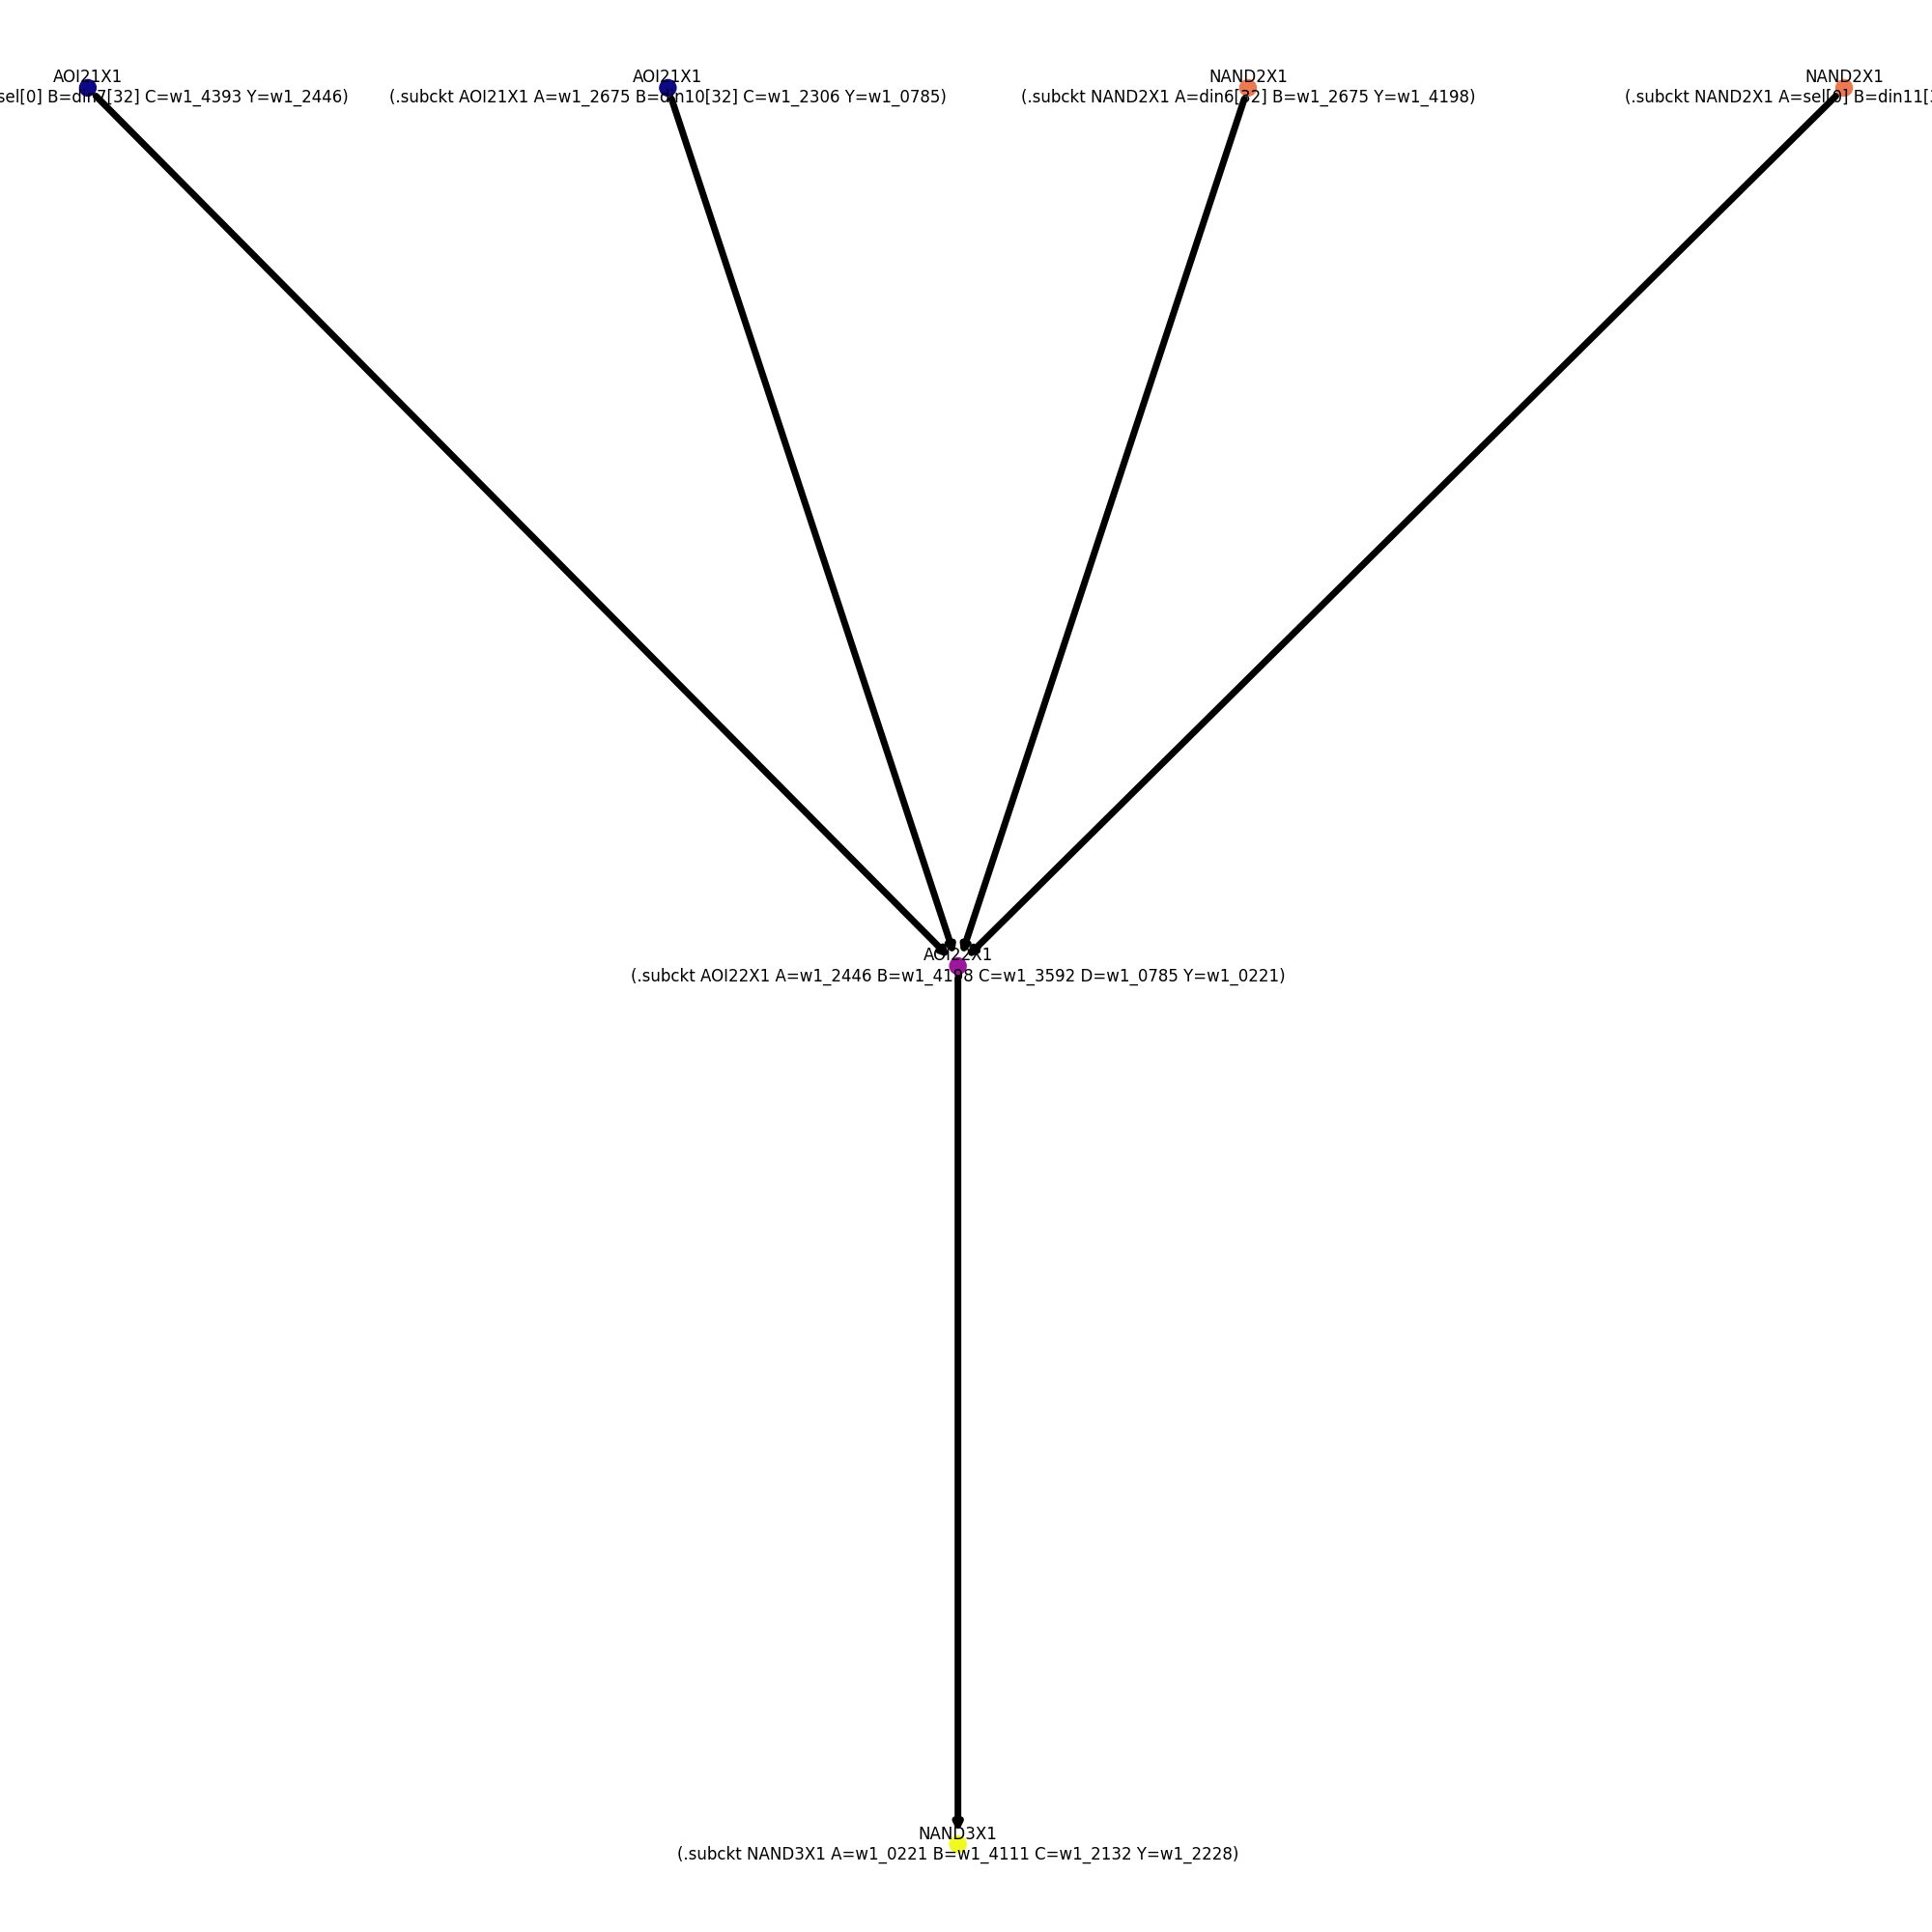 AOI21X1
sel[0] B=din7[32] C=w1_4393 Y=w1_2446)
AOI21X1
(.subckt AOI21X1 A=w1_2675 B=din10[32] C=w1_2306 Y=w1_0785)
NAND2X1
(.subckt NAND2X1 A=din6[32] B=w1_2675 Y=w1_4198)
NAND2X1
(.subckt NAND2X1 A=sel[0] B=din11[
AOI22X1
(.subckt AOI22X1 A=w1_2446 B=w1_4198 C=w1_3592 D=w1_0785 Y=w1_0221)
NAND3X1
(.subckt NAND3X1 A=w1_0221 B=w1_4111 C=w1_2132 Y=w1_2228)